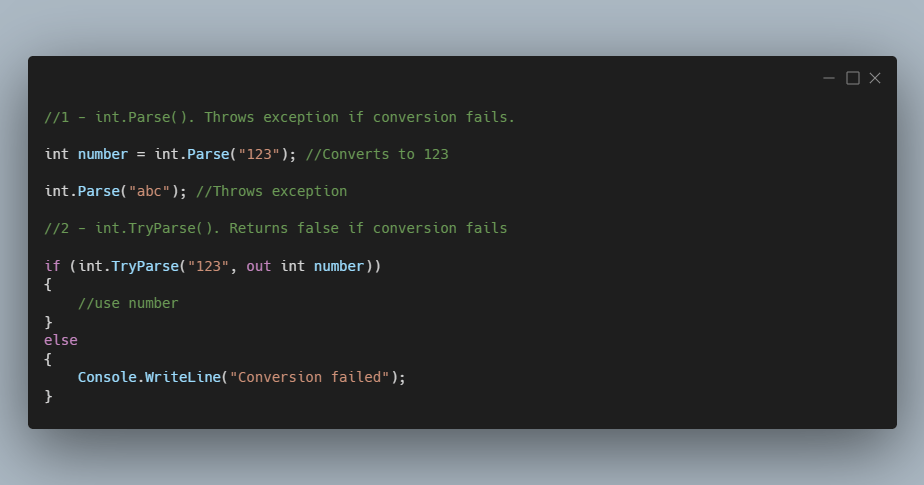 //1 - int.Parse(). Throws exception if conversion fails.
int number = int.Parse("123"); //Converts to 123
int.Parse("abc"); //Throws exception
//2 - int.TryParse(). Returns false if conversion fails
if (int.TryParse("123", out int number))
{
    //use number
}
else
{
    Console.WriteLine("Conversion failed");
}